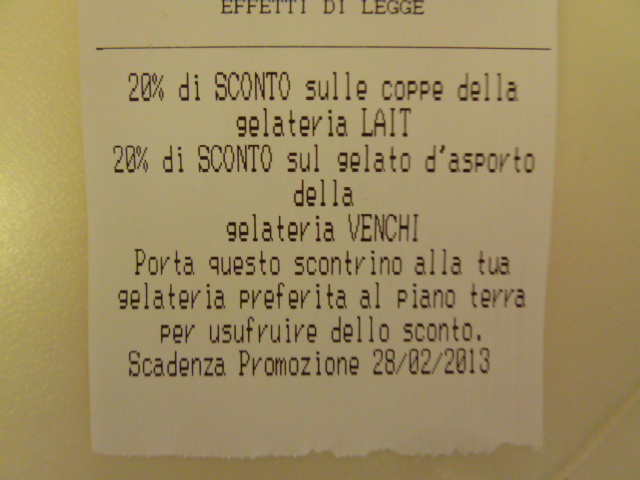 EFFETTI DI LEGGE
20% di SCONTO sulle coppe della
gelateria LAIT
20% di SCONTO sul gelato d'asporto
della
gelateria VENCHI
Porta questo scontrino alla tua
gelateria preferita al piano terra
per usufruire dello sconto.
Scadenza Promozione 28/02/2013